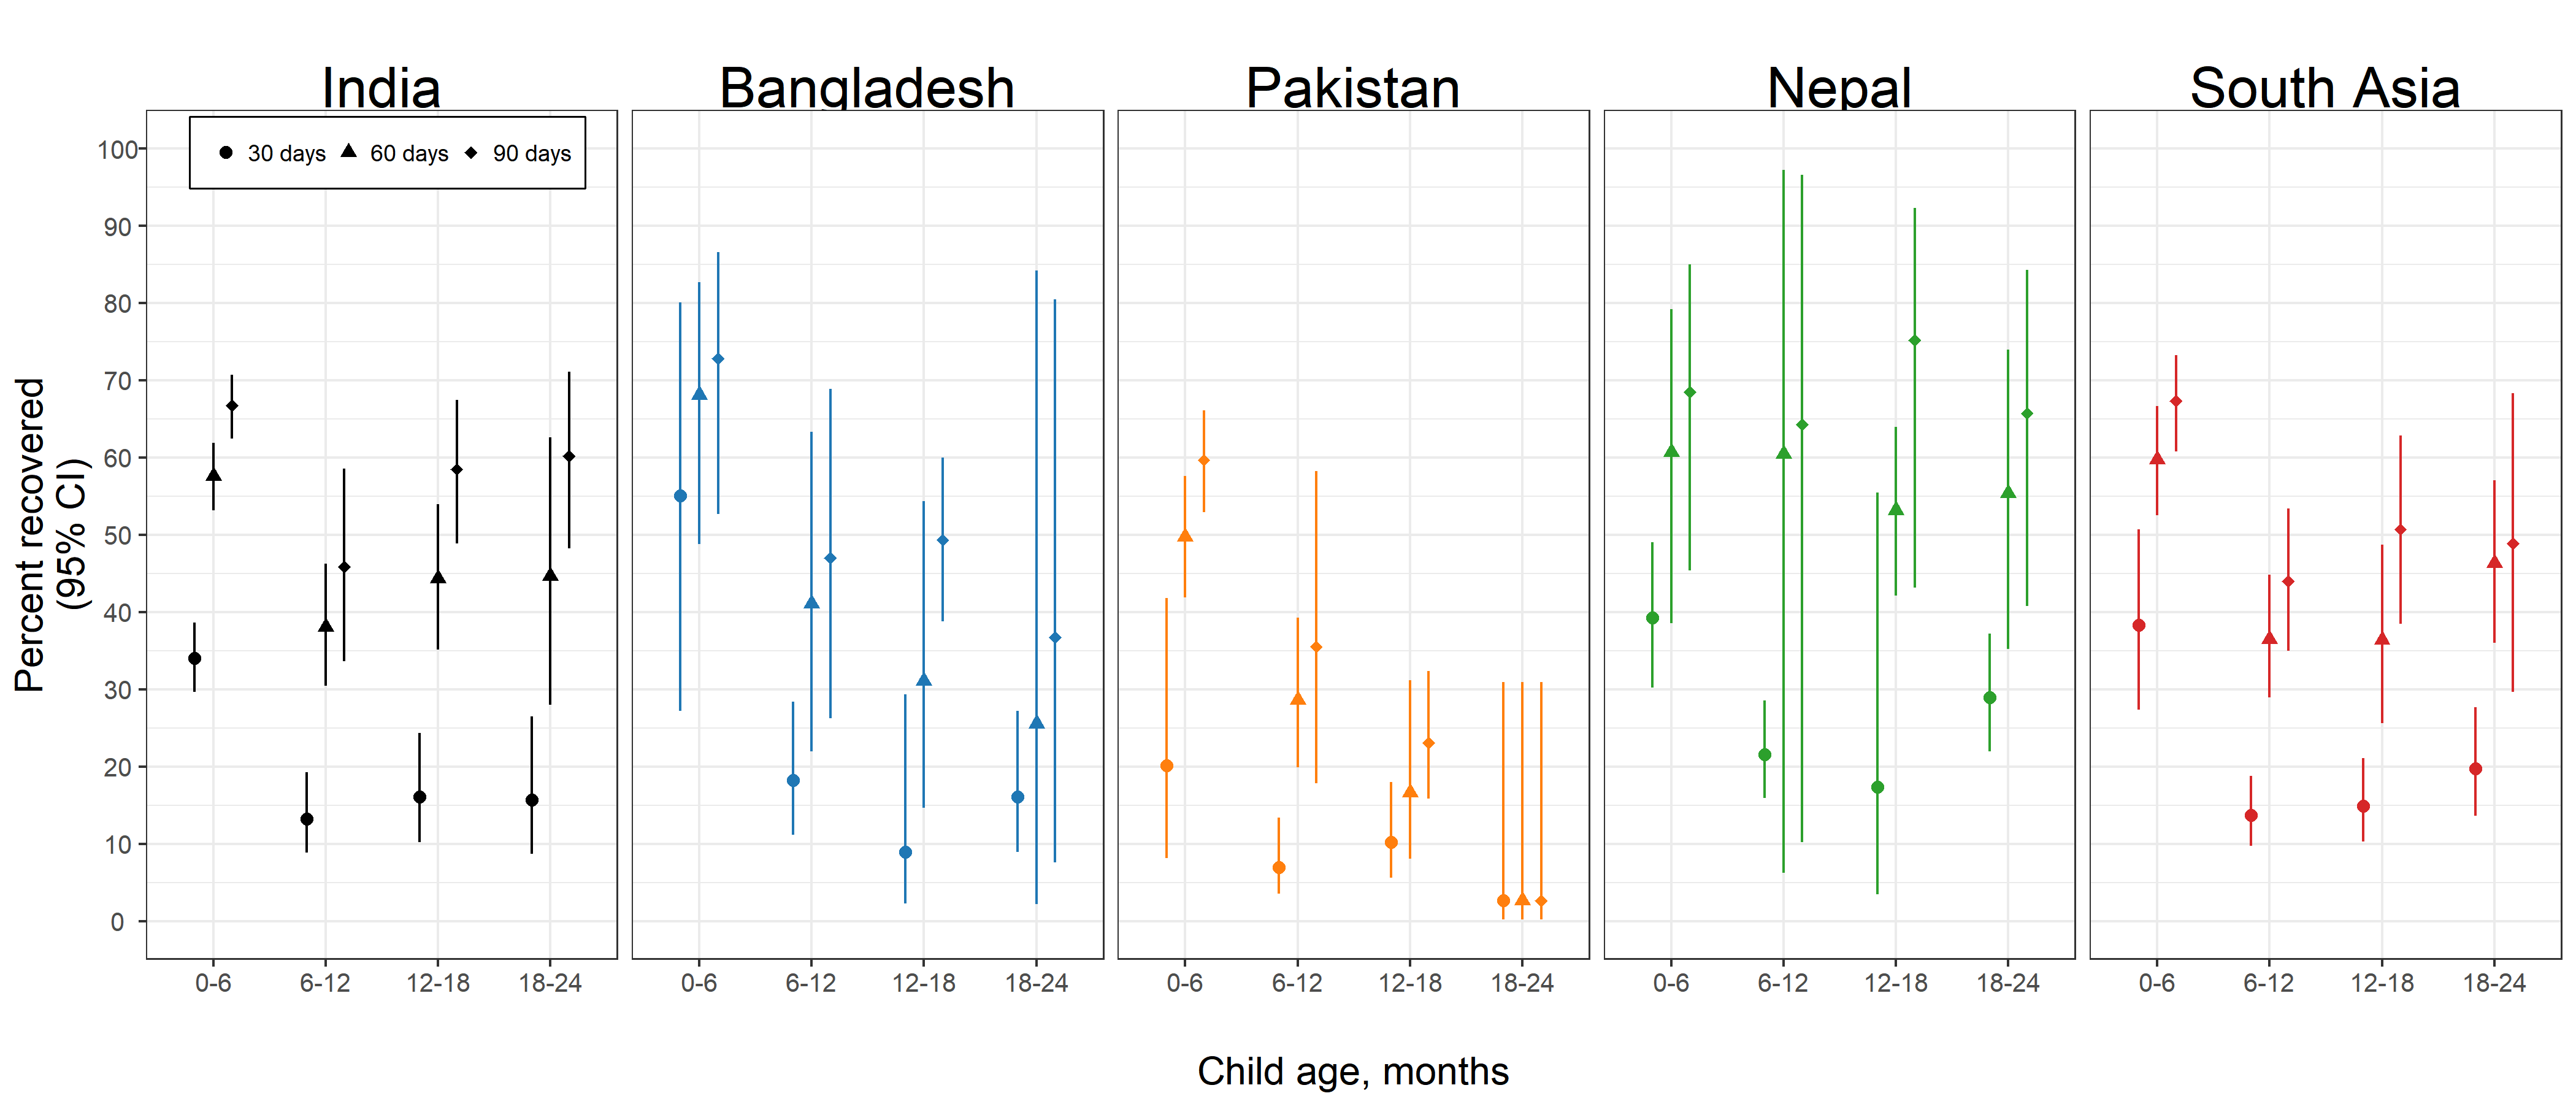 India Bangladesh Pakistan Nepal South Asia
30 days 60 days 90 days
100
90
80
70
60
50
40
30
20
10
0
Percent recovered
(95% CI)
0-6 6-12 12-18 18-24 0-6 6-12 12-18 18-24 0-6 6-12 12-18 18-24 0-6 6-12 12-18 18-24 0-6 6-12 12-18 18-24
Child age, months